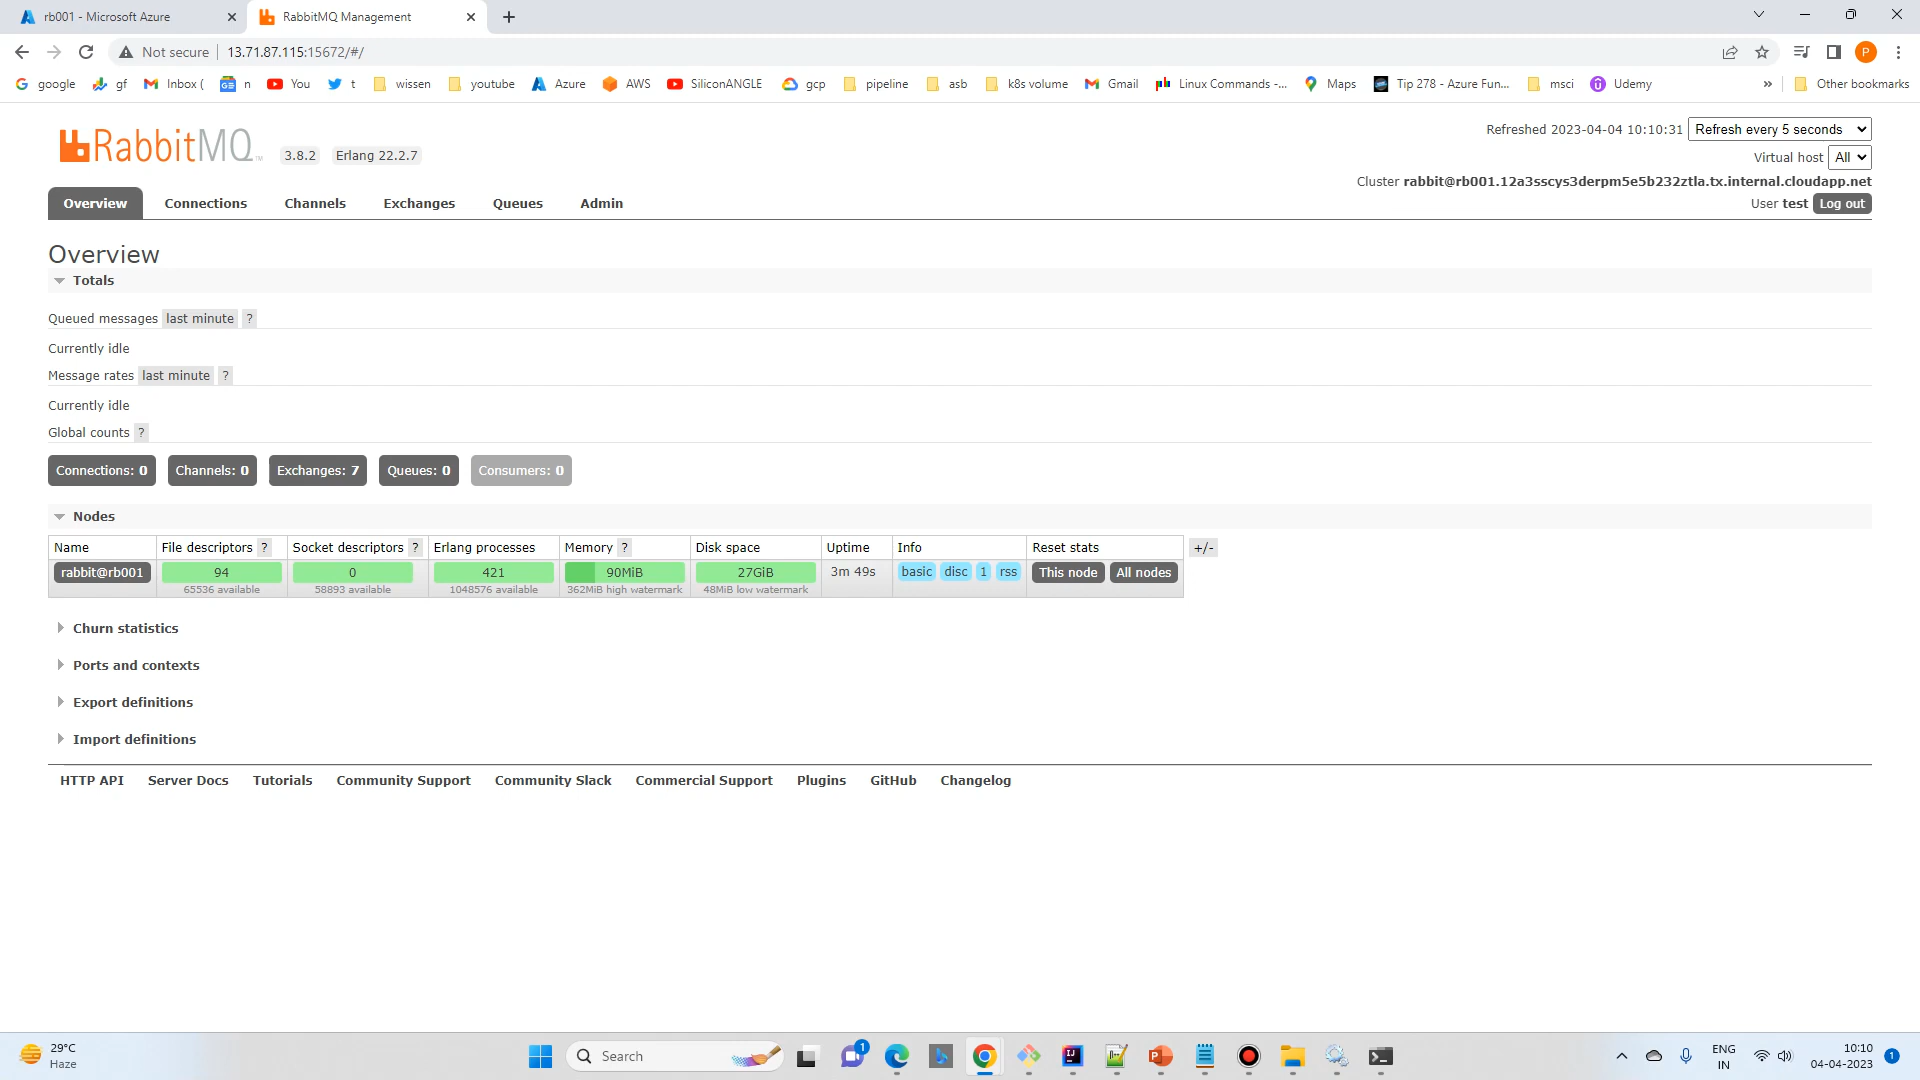 rb001 - Microsoft Azure
RabbitMQ Management
Not secure
13.71.87.115:15672/#/
P
google
gf
Inbox (
GE n
You
t
wissen
youtube
Azure
AWS
SiliconANGLE
gcp
pipeline
asb
k8s volume
Gmail
Linux Commands -...
Maps
Tip 278 - Azure Fun...
msci
Udemy
»
Other bookmarks
RabbitMQ TM 3.8.2 Erlang 22.2.7
Refreshed 2023-04-04 10:10:31 Refresh every 5 seconds
Virtual host All
Cluster rabbit@rb001.12a3sscys3derpm5e5b232ztla.tx.internal.cloudapp.net
User test Log out
Overview Connections Channels Exchanges Queues Admin
Overview
Totals
Queued messages last minute ?
Currently idle
Message rates last minute ?
Currently idle
Global counts ?
Connections: 0 Channels: 0 Exchanges: 7 Queues: 0 Consumers: 0
Nodes
Name File descriptors ? Socket descriptors ? Erlang processes Memory ? Disk space Uptime Info Reset stats +/-
rabbit@rb001 94 0 421 90MiB 27GiB 3m 49s basic disc 1 rss This node All nodes
65536 available 58893 available 1048576 available 362MiB high watermark 48MiB low watermark
Churn statistics
Ports and contexts
Export definitions
Import definitions
HTTP API Server Docs Tutorials Community Support Community Slack Commercial Support Plugins GitHub Changelog
29°C
Haze
Search
1
IJ
P
ENG
IN
10:10
04-04-2023
1